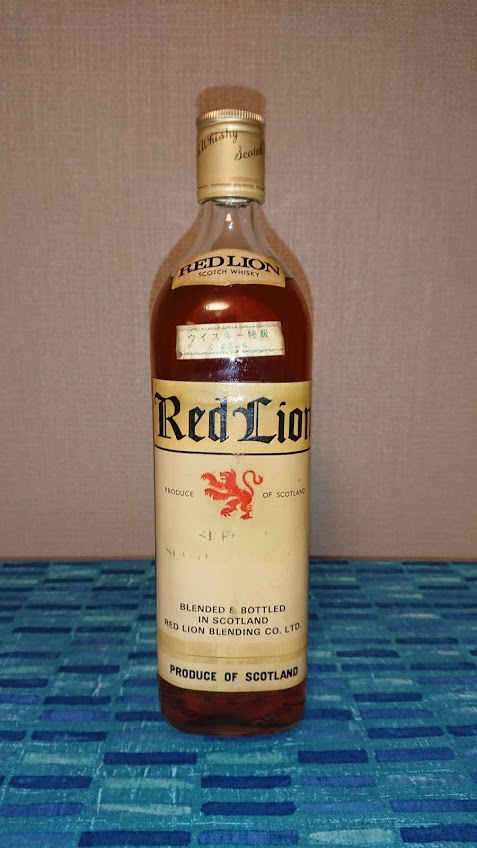 Whisky
Scotch
RED LION
SCOTCH WHISKY
ウイスキー特級
Red Lion
PRODUCE OF SCOTLAND
BLENDED & BOTTLED
IN SCOTLAND
RED LION BLENDING CO. LTD.
PRODUCE OF SCOTLAND